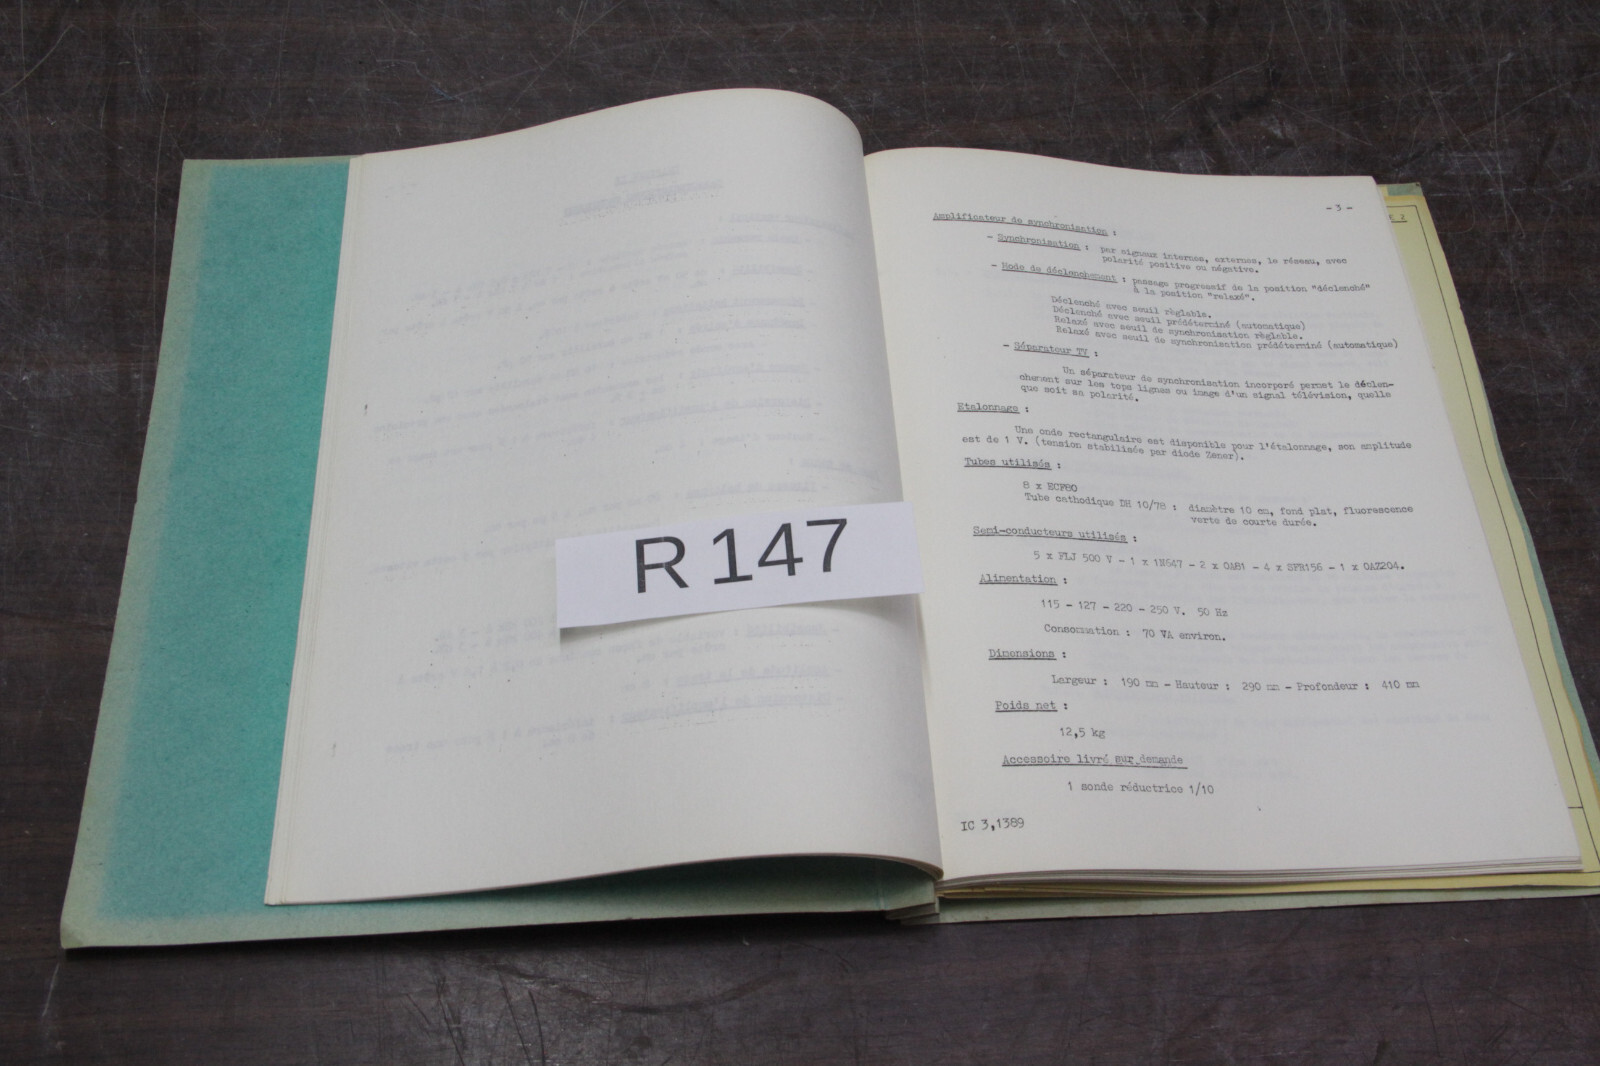 R 147
- 3 -
Amplificateur de synchronisation :
- Synchronisation : par signaux internes, externes, le réseau, avec
polarité positive ou négative.
- Mode de déclenchement : passage progressif de la position "déclenché"
à la position "relaxé".
Déclenché avec seuil règlable.
Déclenché avec seuil prédéterminé (automatique)
Relaxé avec seuil de synchronisation règlable.
Relaxé avec seuil de synchronisation prédéterminé (automatique)
- Séparateur TV :
Un séparateur de synchronisation incorporé permet le déclen-
chement sur les tops lignes ou image d'un signal télévision, quelle
que soit sa polarité.
Etalonnage :
Une onde rectangulaire est disponible pour l'étalonnage, son amplitude
est de 1 V. (tension stabilisée par diode Zener).
Tubes utilisés :
8 x ECF80
Tube cathodique DH 10/78 : diamètre 10 cm, fond plat, fluorescence
verte de courte durée.
Semi-conducteurs utilisés :
5 x FLJ 500 V - 1 x 1N647 - 2 x OA81 - 4 x SFR156 - 1 x OAZ204.
Alimentation :
115 - 127 - 220 - 250 V. 50 Hz
Consommation : 70 VA environ.
Dimensions :
Largeur : 190 mm - Hauteur : 290 mm - Profondeur : 410 mm
Poids net :
12,5 kg
Accessoire livré sur demande
1 sonde réductrice 1/10
IC 3,1389
E 2